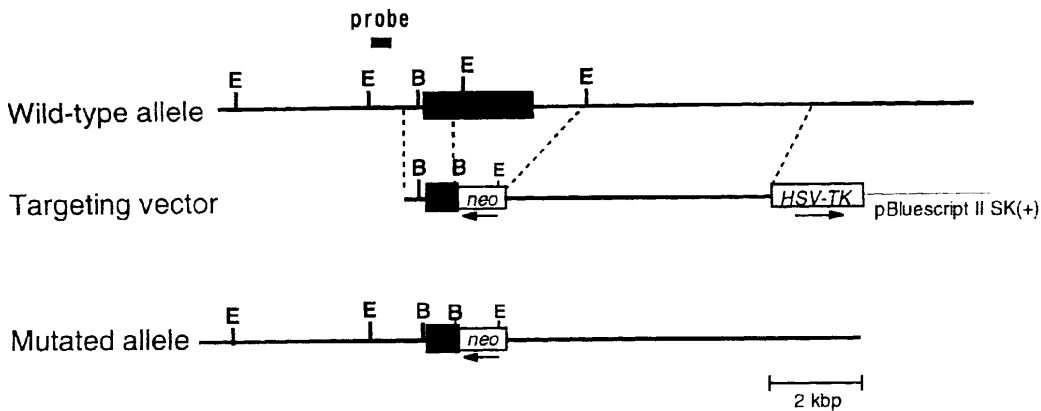 probe
E E B E E
Wild-type allele
B B E
Targeting vector neo HSV-TK pBluescript II SK(+)
E E B B E
Mutated allele neo
2 kbp